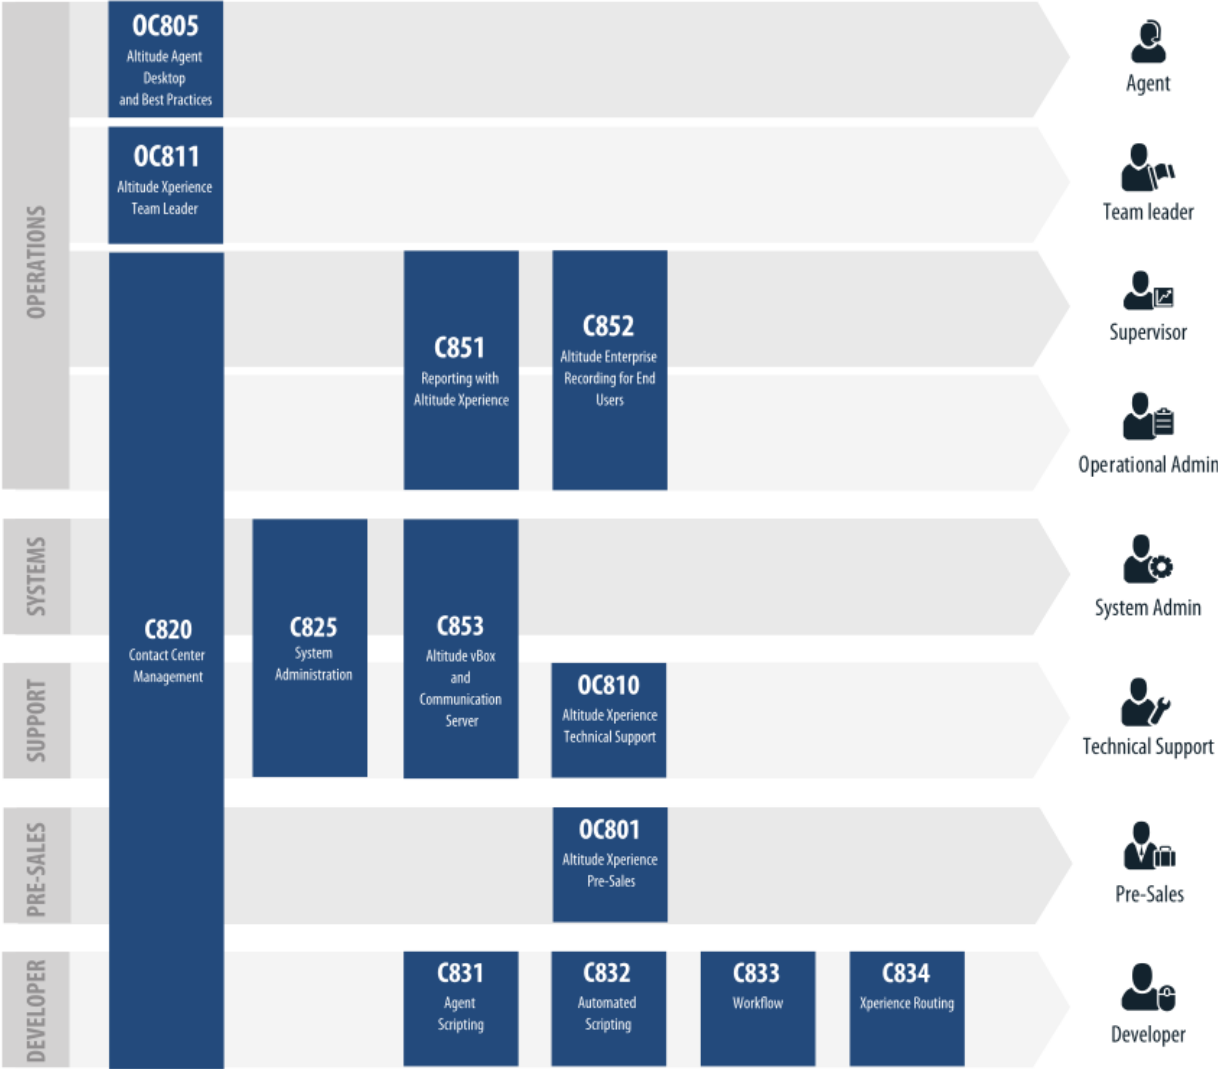 OPERATIONS
OC805
Altitude Agent
Desktop
and Best Practices
Agent
OC811
Altitude Xperience
Team Leader
Team leader
C851
Reporting with
Altitude Xperience
C852
Altitude Enterprise
Recording for End
Users
Supervisor
Operational Admin
SYSTEMS
C820
Contact Center
Management
C825
System
Administration
C853
Altitude vBox
and
Communication
Server
System Admin
SUPPORT
OC810
Altitude Xperience
Technical Support
Technical Support
PRE-SALES
OC801
Altitude Xperience
Pre-Sales
Pre-Sales
DEVELOPER
C831
Agent
Scripting
C832
Automated
Scripting
C833
Workflow
C834
Xperience Routing
Developer